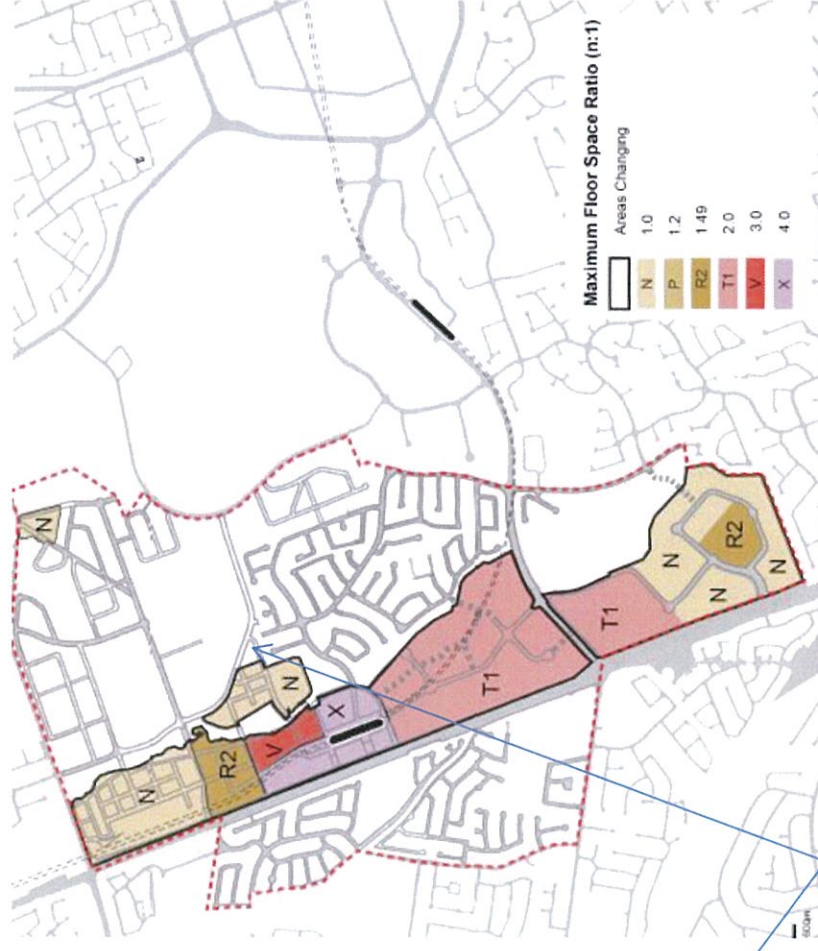 Maximum Floor Space Ratio (n:1)
Areas Changing
N 1.0
P 1.2
R2 1.49
T1 2.0
V 3.0
X 4.0
N
N
R2
V
X
N
T1
T1
N
R2
N
N
600m